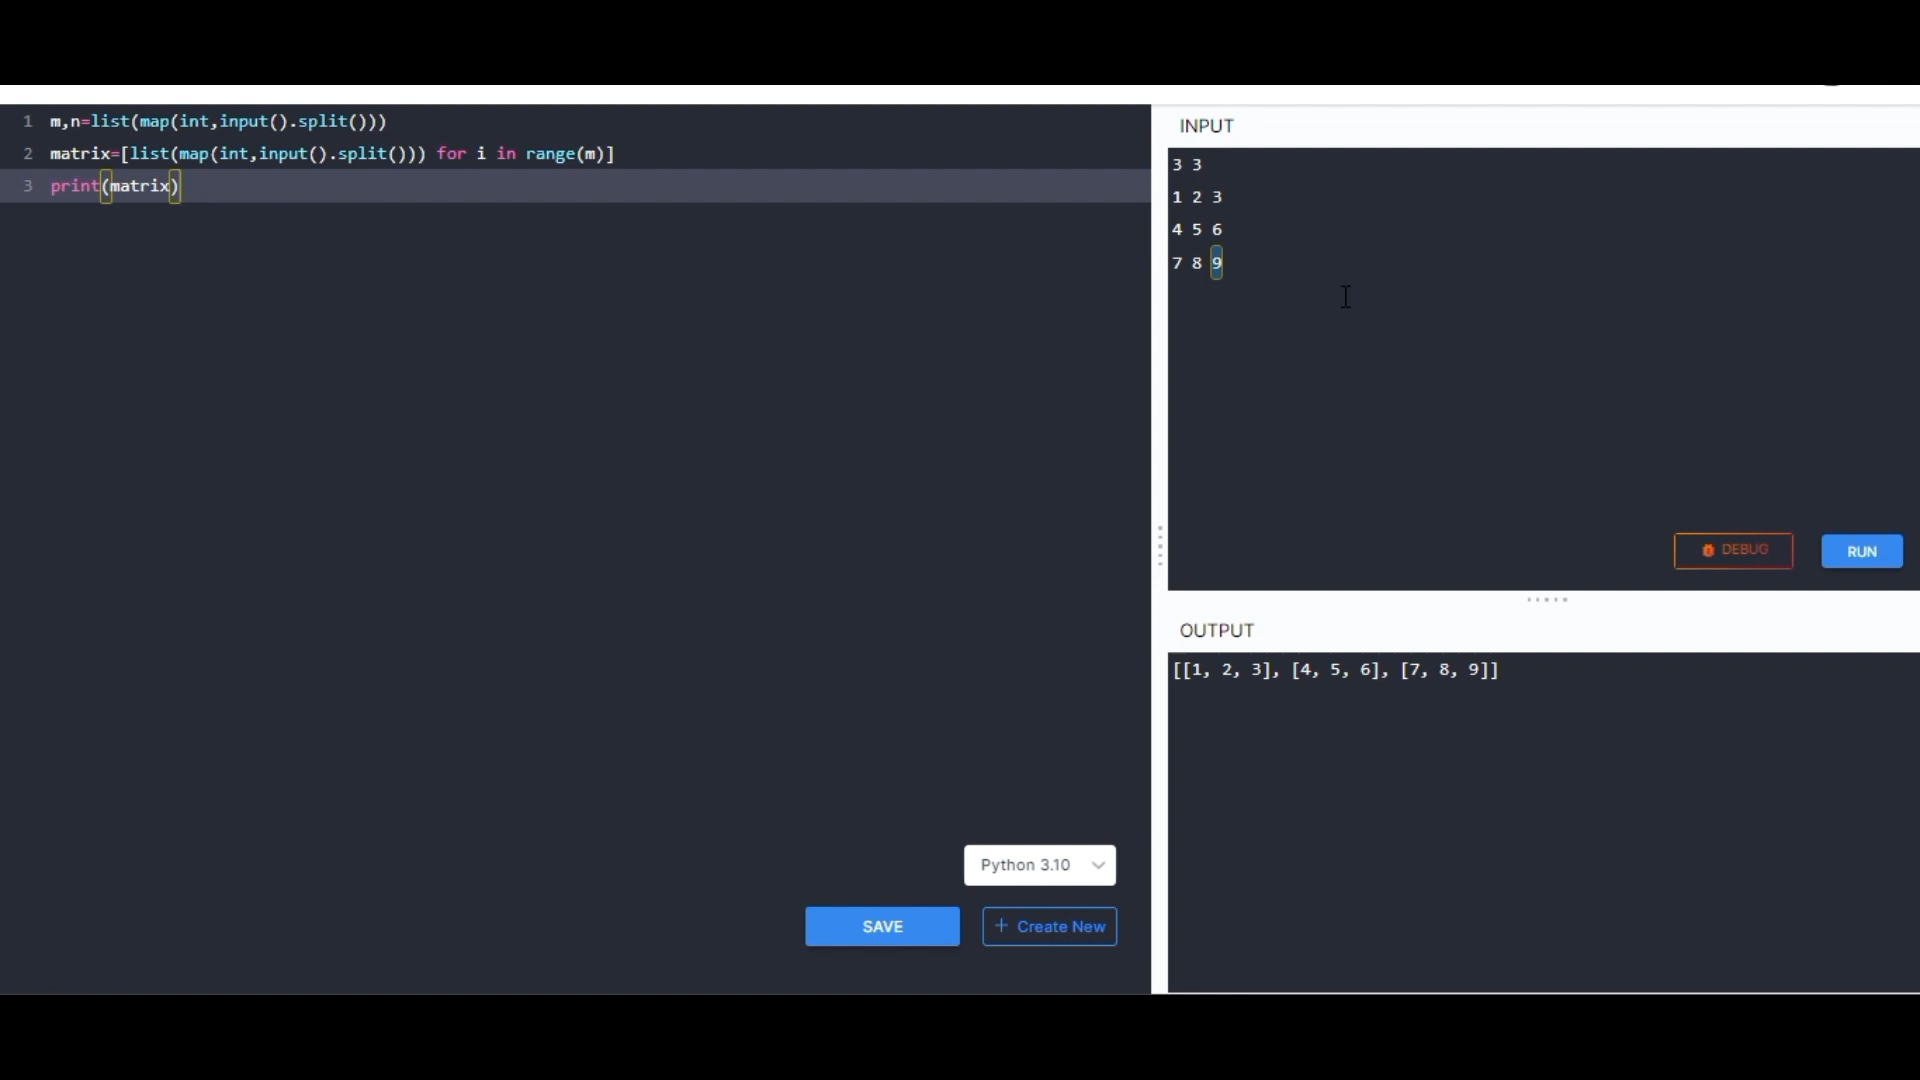 1 m,n=list(map(int,input().split()))
2 matrix=[list(map(int,input().split())) for i in range(m)]
3 print(matrix)
Python 3.10
SAVE
+ Create New
INPUT
3 3
1 2 3
4 5 6
7 8 9
DEBUG
RUN
OUTPUT
[[1, 2, 3], [4, 5, 6], [7, 8, 9]]